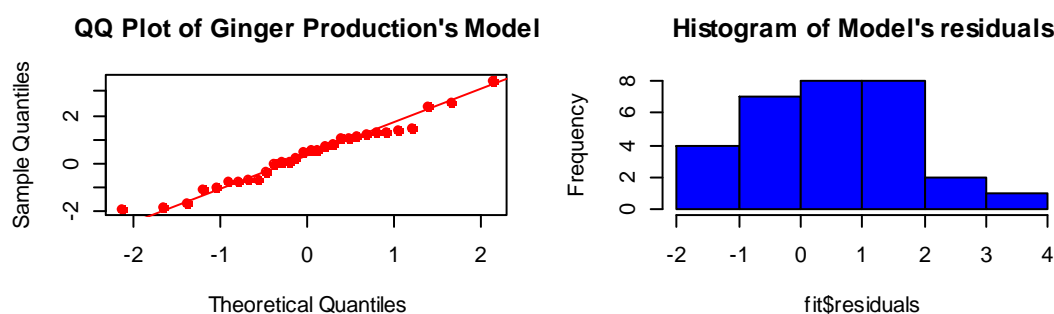 QQ Plot of Ginger Production's Model
Sample Quantiles
2
0
-2
-2 -1 0 1 2
Theoretical Quantiles
Histogram of Model's residuals
Frequency
8
6
4
2
0
-2 -1 0 1 2 3 4
fit$residuals